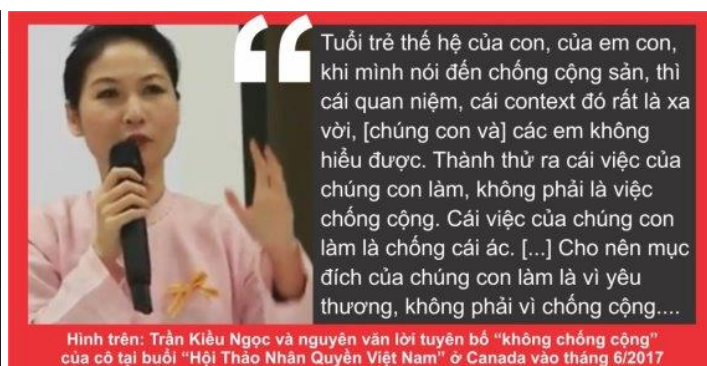 “
Tuổi trẻ thế hệ của con, của em con,
khi mình nói đến chống cộng sản, thì
cái quan niệm, cái context đó rất là xa
vời, [chúng con và] các em không
hiểu được. Thành thử ra cái việc của
chúng con làm, không phải là việc
chống cộng. Cái việc của chúng con
làm là chống cái ác. [...] Cho nên mục
đích của chúng con làm là vì yêu
thương, không phải vì chống cộng....
Hình trên: Trần Kiều Ngọc và nguyên văn lời tuyên bố “không chống cộng”
của cô tại buổi “Hội Thảo Nhân Quyền Việt Nam” ở Canada vào tháng 6/2017